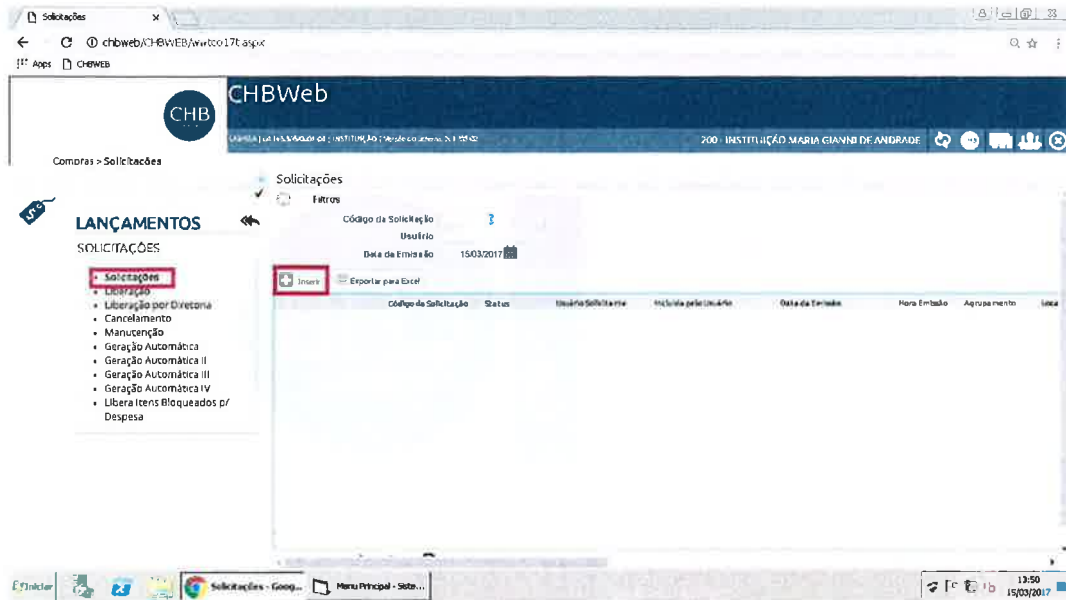 Solicitações
chbweb/CHBWEB/wwtco17t.aspx
Apps CHBWEB
CHB
CHBWeb
200 - INSTITUIÇÃO MARIA GIANNI DE ANDRADE
Compras > Solicitações
Solicitações
Filtros
Código da Solicitação
Usuário
Data da Emissão 15/03/2017
LANÇAMENTOS
SOLICITAÇÕES
Solicitações
Liberação
Liberação por Diretoria
Cancelamento
Manutenção
Geração Automática
Geração Automática II
Geração Automática III
Geração Automática IV
Libera Itens Bloqueados p/
Despesa
Inserir Exportar para Excel
Código da Solicitação Status Usuário Solicitante Incluída pelo Usuário Data da Emissão Hora Emissão Agrupamento Loca
Iniciar Solicitações - Goog... Menu Principal - Siste...
13:50
15/03/2017